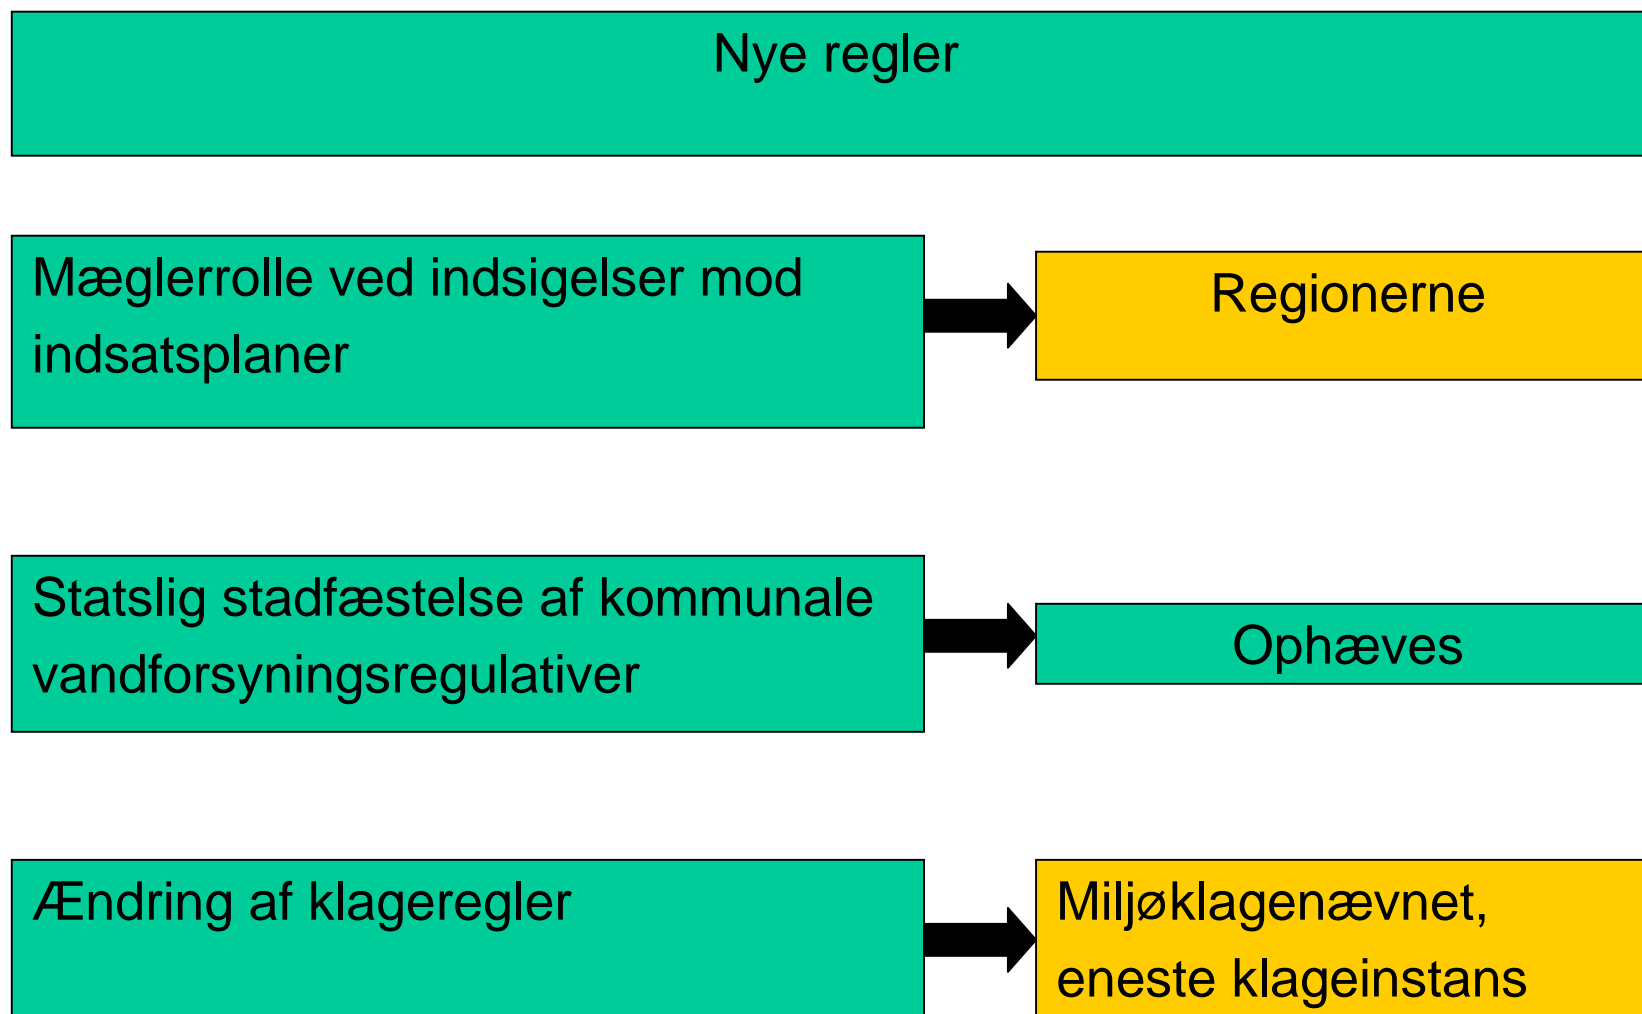 Nye regler
Mæglerrolle ved indsigelser mod
indsatsplaner
Regionerne
Statslig stadfæstelse af kommunale
vandforsyningsregulativer
Ophæves
Ændring af klageregler
Miljøklagenævnet,
eneste klageinstans